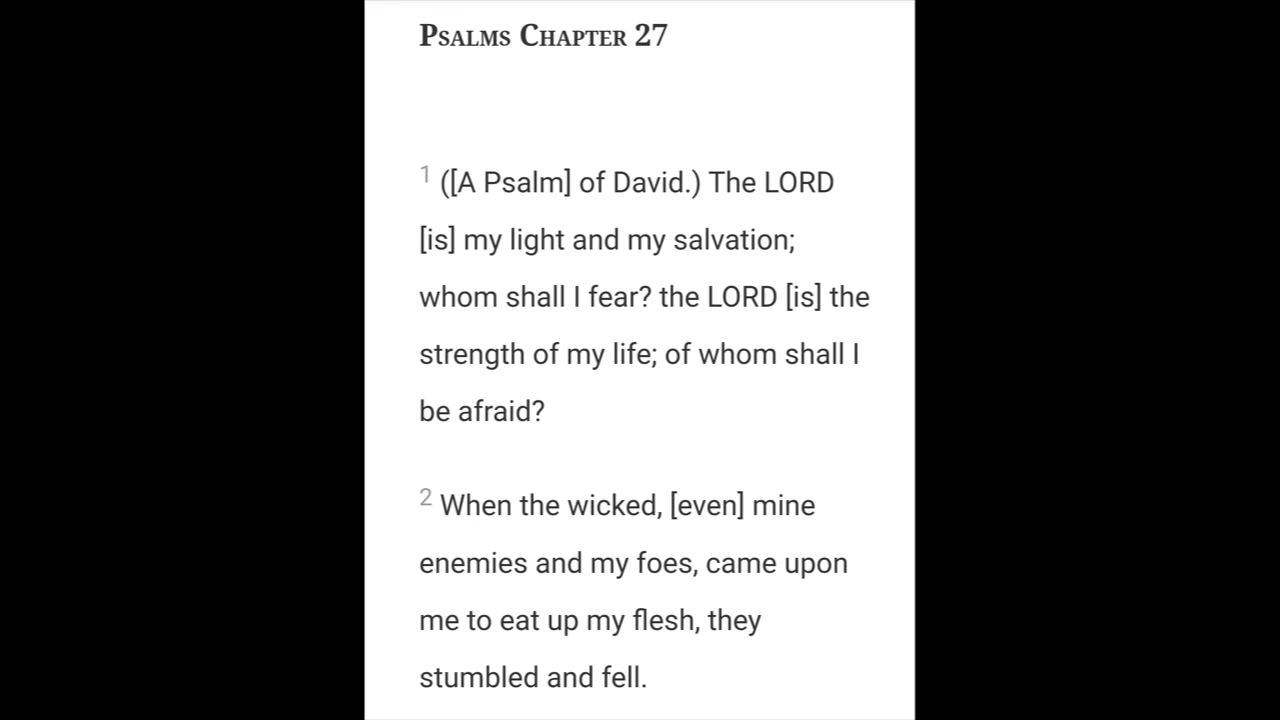 Psalms Chapter 27
1 ([A Psalm] of David.) The LORD
[is] my light and my salvation;
whom shall I fear? the LORD [is] the
strength of my life; of whom shall I
be afraid?
2 When the wicked, [even] mine
enemies and my foes, came upon
me to eat up my flesh, they
stumbled and fell.